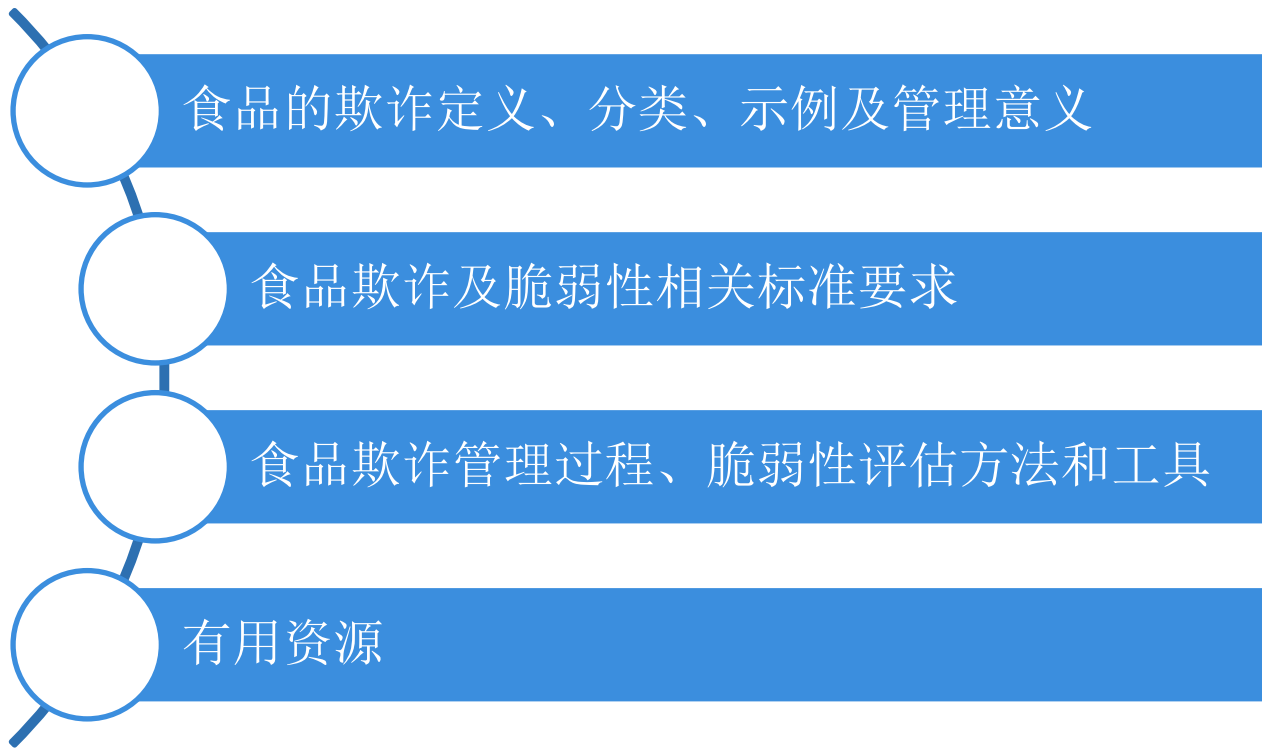 食品的欺诈定义、分类、示例及管理意义
食品欺诈及脆弱性相关标准要求
食品欺诈管理过程、脆弱性评估方法和工具
有用资源